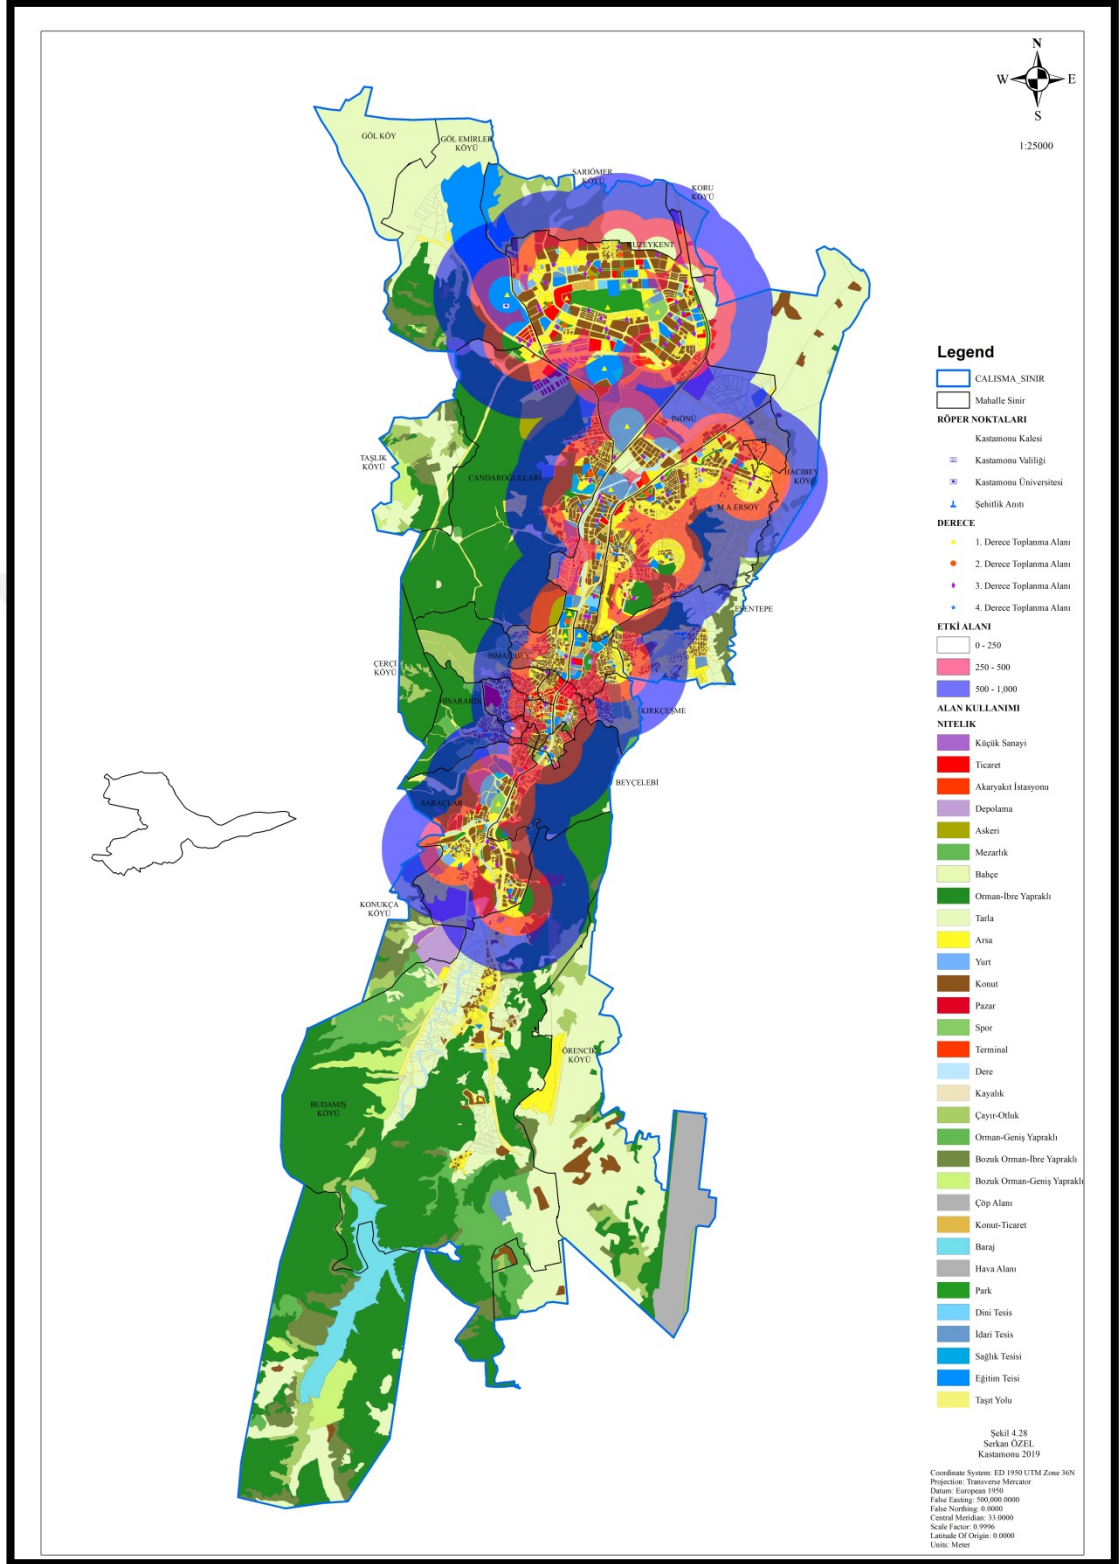 N
W E
S
1:25000
GÖL KÖY
GÖL EMİRLER
KÖYÜ
SARIÖMER
KÖYÜ
KORU
KÖYÜ
KUZEYKENT
İNÖNÜ
TAŞLIK
KÖYÜ
CANDAROĞULLARI
HACIBEY
KÖYÜ
M.A.ERSOY
ESENTEPE
İSMAİLBEY
ÇERÇİ
KÖYÜ
HİSARARDI
KIRKÇEŞME
BEYÇELEBİ
SARAÇLAR
KONUKÇA
KÖYÜ
ÖRENCİK
KÖYÜ
BUDAMIŞ
KÖYÜ
Legend
CALISMA_SINIR
Mahalle Sinir
RÖPER NOKTALARI
Kastamonu Kalesi
Kastamonu Valiliği
Kastamonu Üniversitesi
Şehitlik Anıtı
DERECE
1. Derece Toplanma Alanı
2. Derece Toplanma Alanı
3. Derece Toplanma Alanı
4. Derece Toplanma Alanı
ETKİ ALANI
0 - 250
250 - 500
500 - 1,000
ALAN KULLANIMI
NITELIK
Küçük Sanayi
Ticaret
Akaryakıt İstasyonu
Depolama
Askeri
Mezarlık
Bahçe
Orman-İbre Yapraklı
Tarla
Arsa
Yurt
Konut
Pazar
Spor
Terminal
Dere
Kayalık
Çayır-Otluk
Orman-Geniş Yapraklı
Bozuk Orman-İbre Yapraklı
Bozuk Orman-Geniş Yapraklı
Çöp Alanı
Konut-Ticaret
Baraj
Hava Alanı
Park
Dini Tesis
İdari Tesis
Sağlık Tesisi
Eğitim Teisi
Taşıt Yolu
Şekil 4.28
Serkan ÖZEL
Kastamonu 2019
Coordinate System: ED 1950 UTM Zone 36N
Projection: Transverse Mercator
Datum: European 1950
False Easting: 500,000.0000
False Northing: 0.0000
Central Meridian: 33.0000
Scale Factor: 0.9996
Latitude Of Origin: 0.0000
Units: Meter